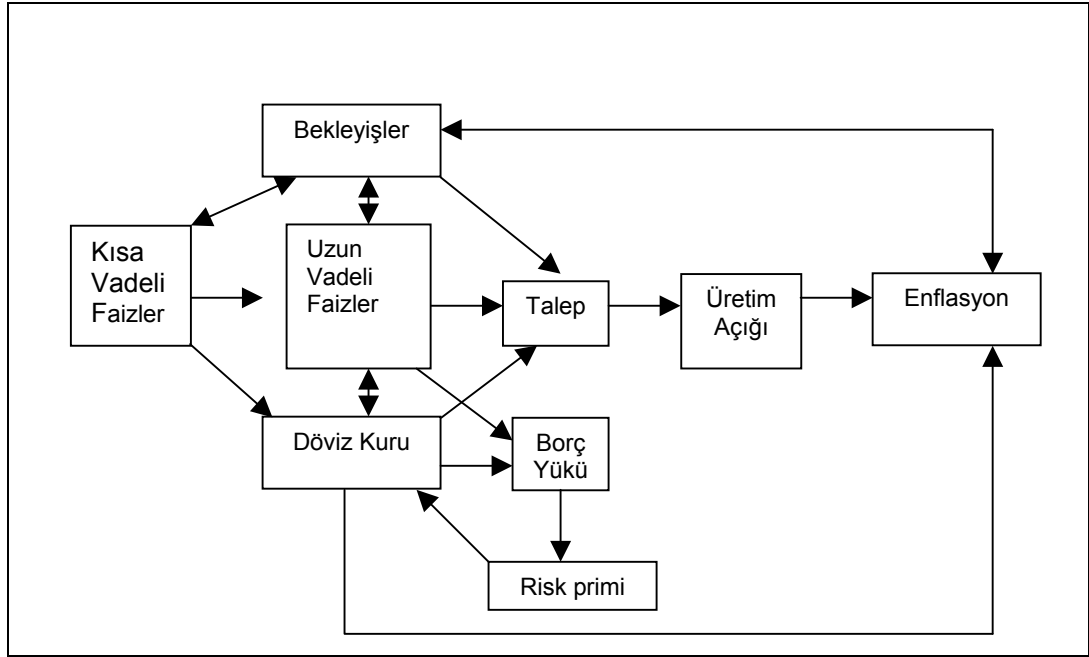 Bekleyişler
Kısa
Vadeli
Faizler
Uzun
Vadeli
Faizler
Talep
Üretim
Açığı
Enflasyon
Döviz Kuru
Borç
Yükü
Risk primi